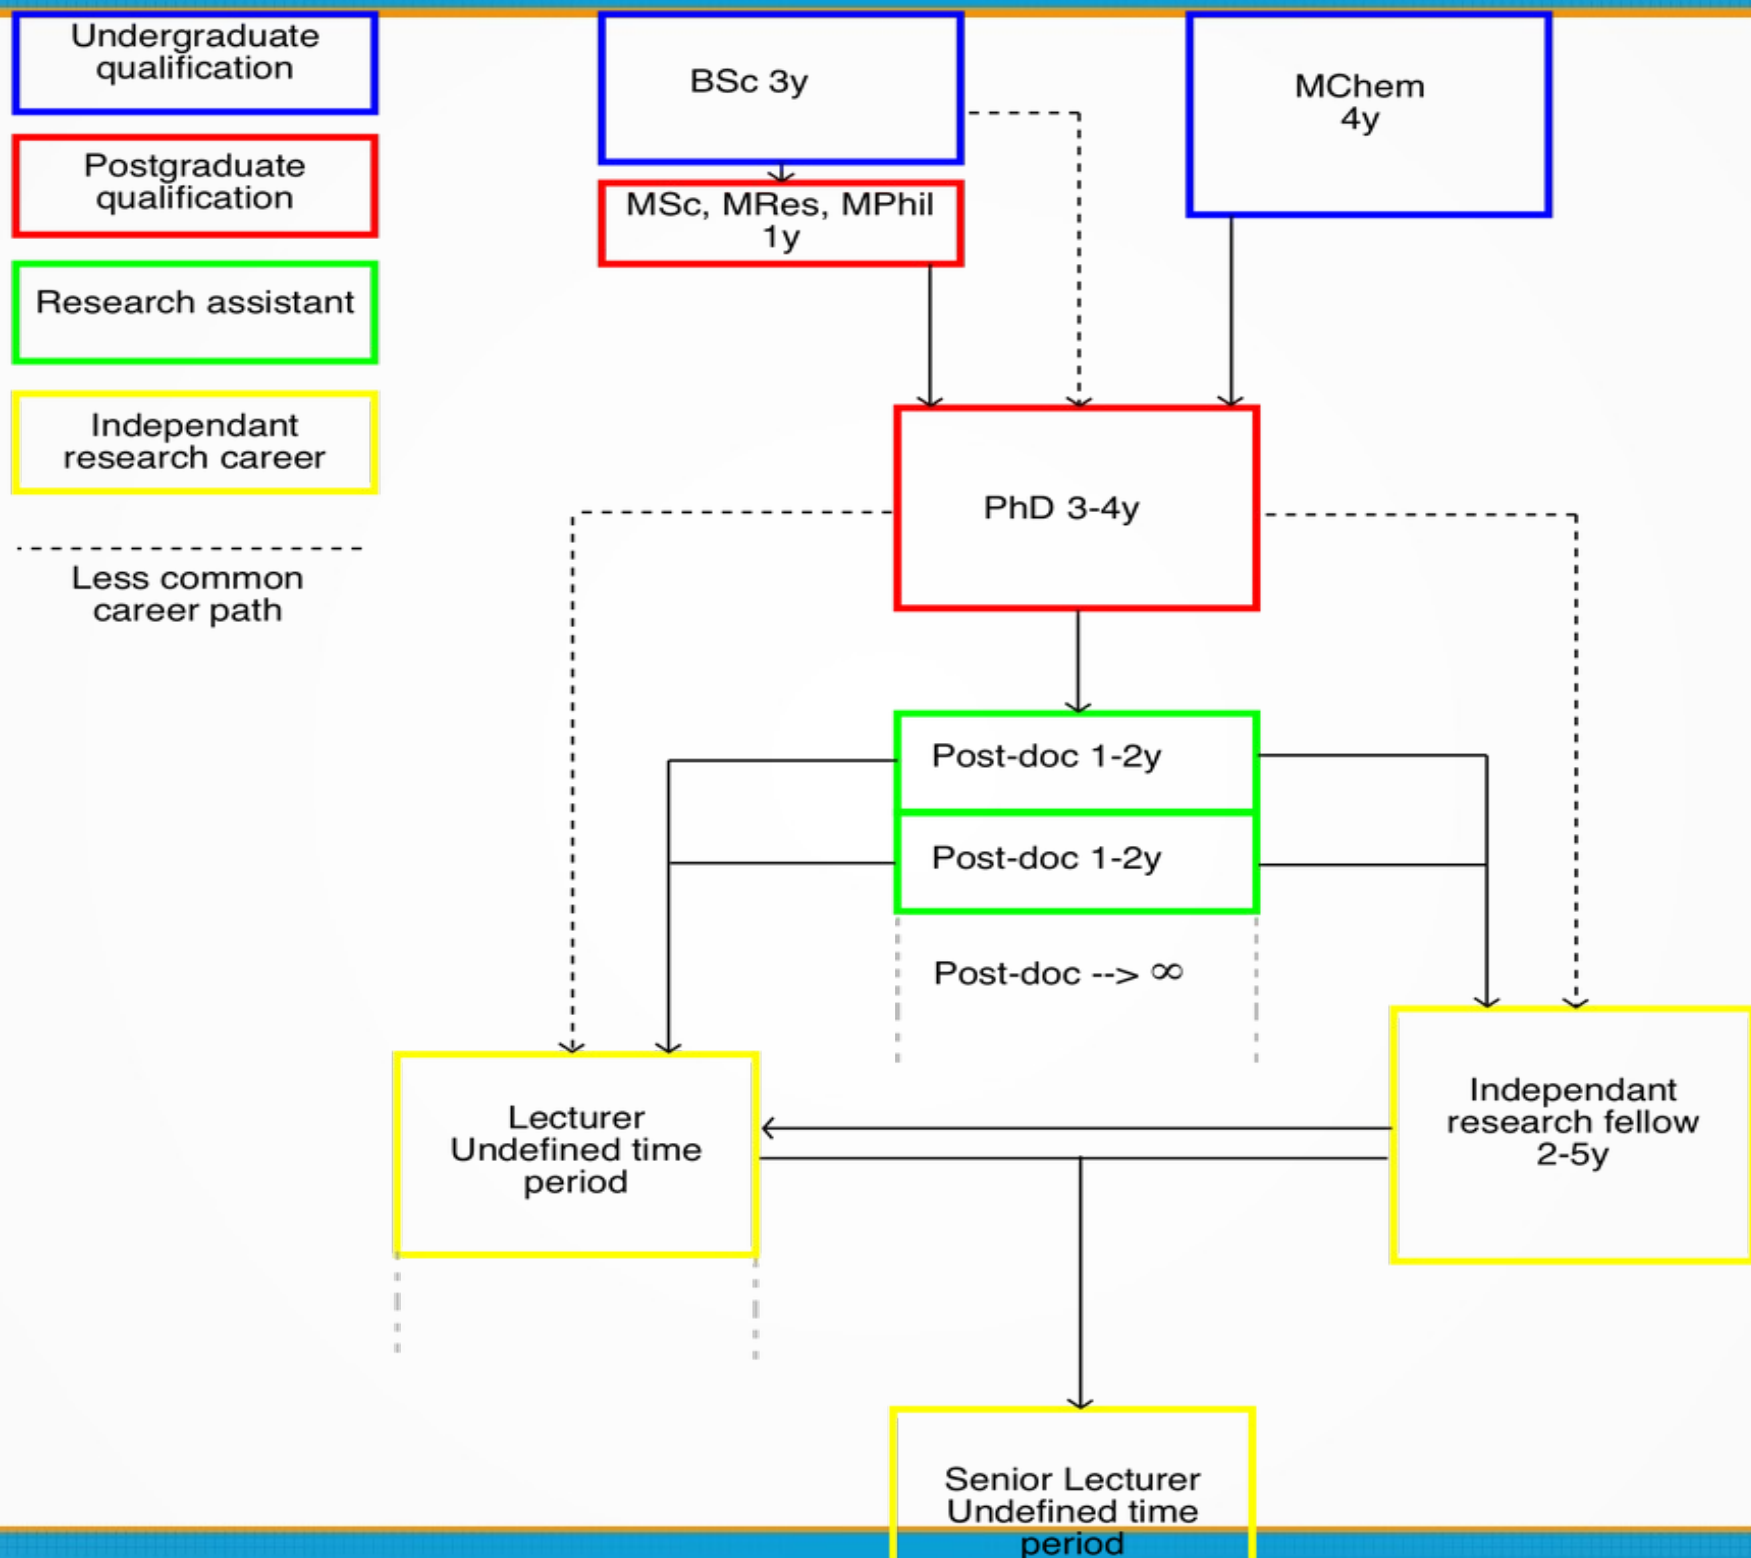 Undergraduate
qualification
Postgraduate
qualification
Research assistant
Independant
research career
Less common
career path
BSc 3y
MSc, MRes, MPhil
1y
MChem
4y
PhD 3-4y
Post-doc 1-2y
Post-doc 1-2y
Post-doc --> ∞
Lecturer
Undefined time
period
Independant
research fellow
2-5y
Senior Lecturer
Undefined time
period